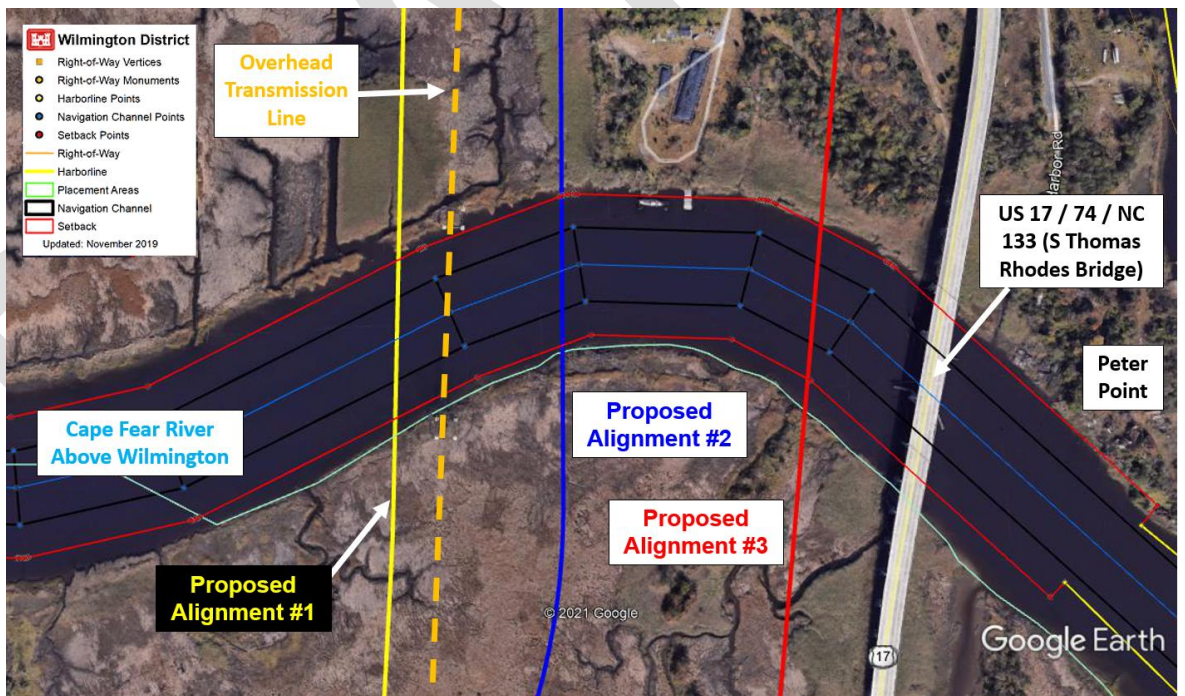 Wilmington District
Right-of-Way Vertices
Right-of-Way Monuments
Harborline Points
Navigation Channel Points
Setback Points
Right-of-Way
Harborline
Placement Areas
Navigation Channel
Setback
Updated: November 2019
Overhead
Transmission
Line
Harbor Rd
US 17 / 74 / NC
133 (S Thomas
Rhodes Bridge)
Peter
Point
Cape Fear River
Above Wilmington
Proposed
Alignment #2
Proposed
Alignment #3
Proposed
Alignment #1
© 2021 Google
Google Earth
17